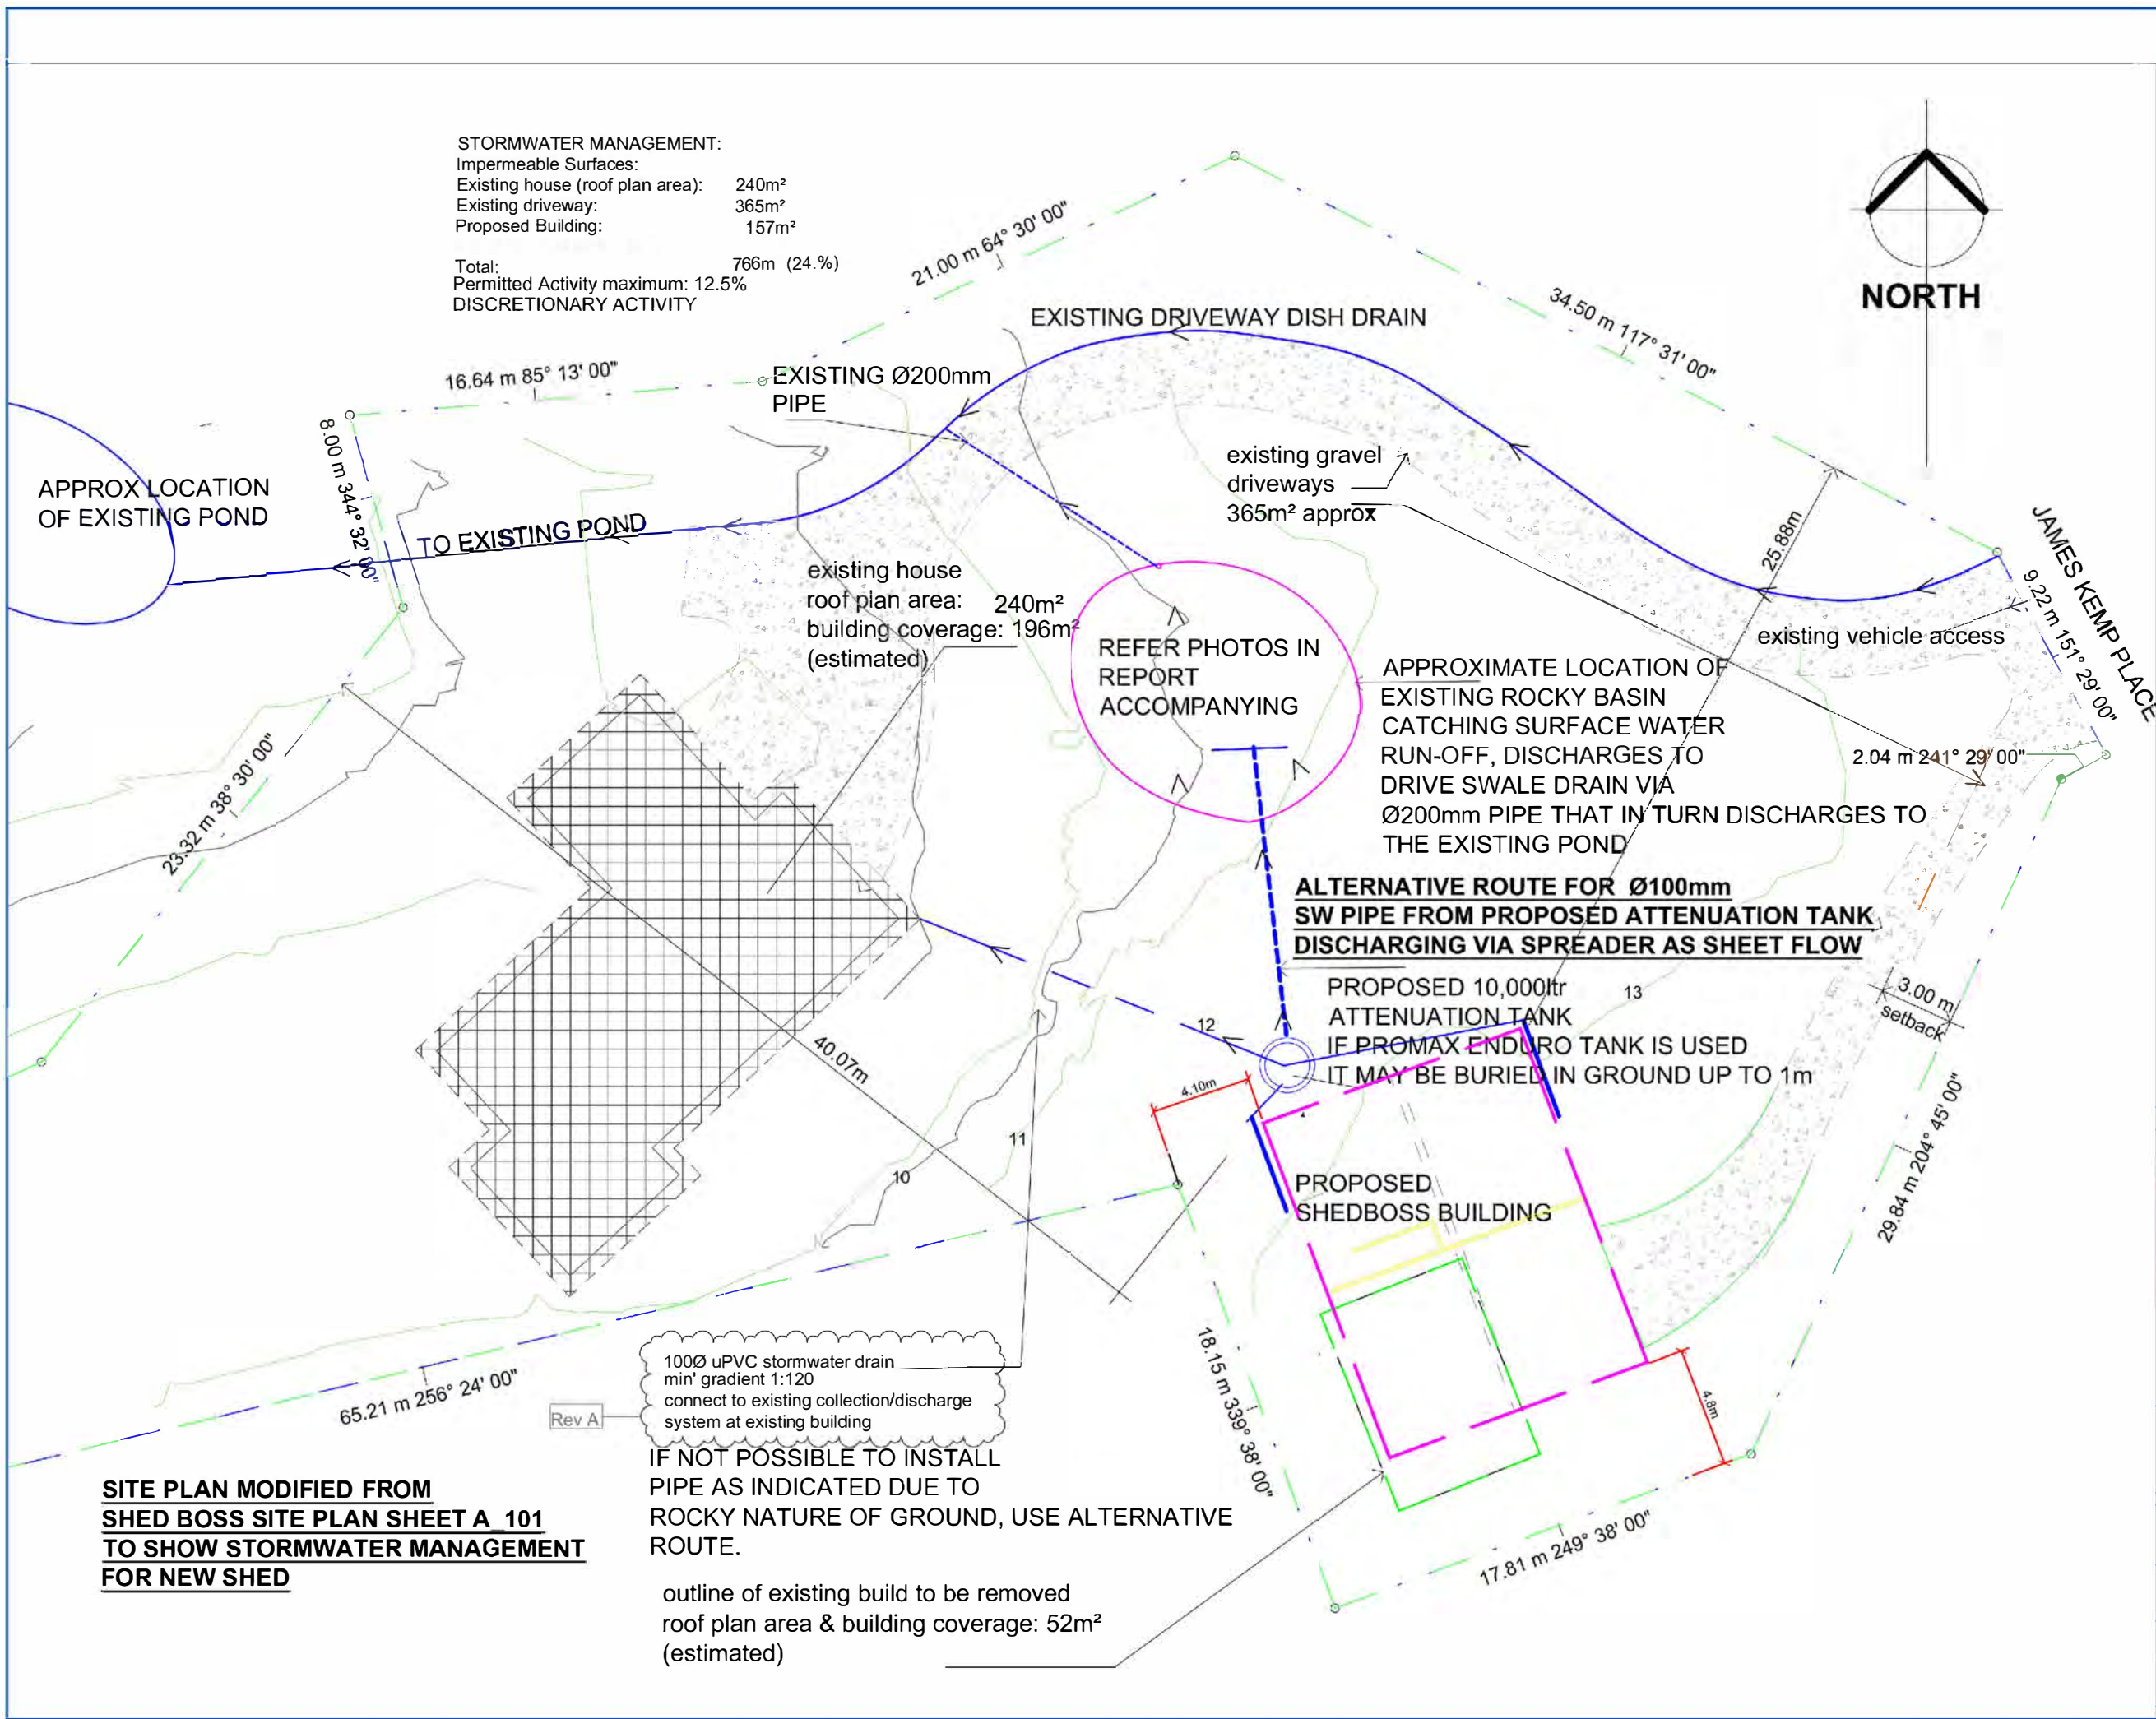 STORMWATER MANAGEMENT:
Impermeable Surfaces:
Existing house (roof plan area): 240m²
Existing driveway: 365m²
Proposed Building: 157m²
Total: 766m (24.%)
Permitted Activity maximum: 12.5%
DISCRETIONARY ACTIVITY
NORTH
21.00 m 64° 30' 00"
34.50 m 117° 31' 00"
16.64 m 85° 13' 00"
8.00 m 344° 32' 00"
EXISTING DRIVEWAY DISH DRAIN
EXISTING Ø200mm
PIPE
existing gravel
driveways
365m² approx
25.88m
APPROX LOCATION
OF EXISTING POND
TO EXISTING POND
JAMES KEMP PLACE
9.22 m 151° 29' 00"
existing vehicle access
2.04 m 241° 29' 00"
existing house
roof plan area: 240m²
building coverage: 196m²
(estimated)
REFER PHOTOS IN
REPORT
ACCOMPANYING
APPROXIMATE LOCATION OF
EXISTING ROCKY BASIN
CATCHING SURFACE WATER
RUN-OFF, DISCHARGES TO
DRIVE SWALE DRAIN VIA
Ø200mm PIPE THAT IN TURN DISCHARGES TO
THE EXISTING POND
23.32 m 38° 30' 00"
ALTERNATIVE ROUTE FOR Ø100mm
SW PIPE FROM PROPOSED ATTENUATION TANK
DISCHARGING VIA SPREADER AS SHEET FLOW
PROPOSED 10,000ltr
ATTENUATION TANK
IF PROMAX ENDURO TANK IS USED
IT MAY BE BURIED IN GROUND UP TO 1m
13
3.00 m
setback
12
40.07m
4.10m
11
10
PROPOSED
SHEDBOSS BUILDING
29.84 m 204° 45' 00"
4.8m
18.15 m 339° 38' 00"
17.81 m 249° 38' 00"
65.21 m 256° 24' 00"
100Ø uPVC stormwater drain
min' gradient 1:120
connect to existing collection/discharge
system at existing building
Rev A
IF NOT POSSIBLE TO INSTALL
PIPE AS INDICATED DUE TO
ROCKY NATURE OF GROUND, USE ALTERNATIVE
ROUTE.
SITE PLAN MODIFIED FROM
SHED BOSS SITE PLAN SHEET A_101
TO SHOW STORMWATER MANAGEMENT
FOR NEW SHED
outline of existing build to be removed
roof plan area & building coverage: 52m²
(estimated)